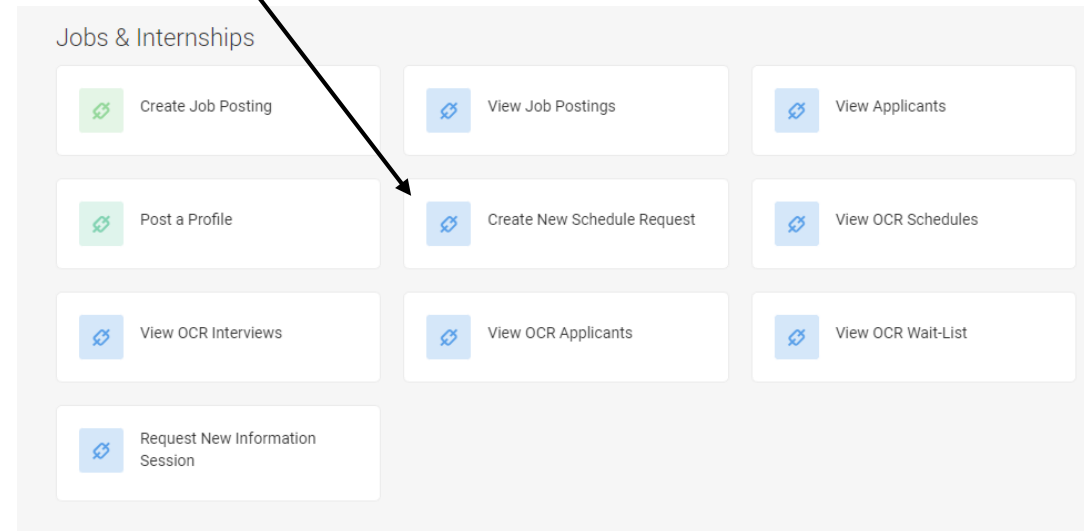 Jobs & Internships
Create Job Posting
View Job Postings
View Applicants
Post a Profile
Create New Schedule Request
View OCR Schedules
View OCR Interviews
View OCR Applicants
View OCR Wait-List
Request New Information
Session